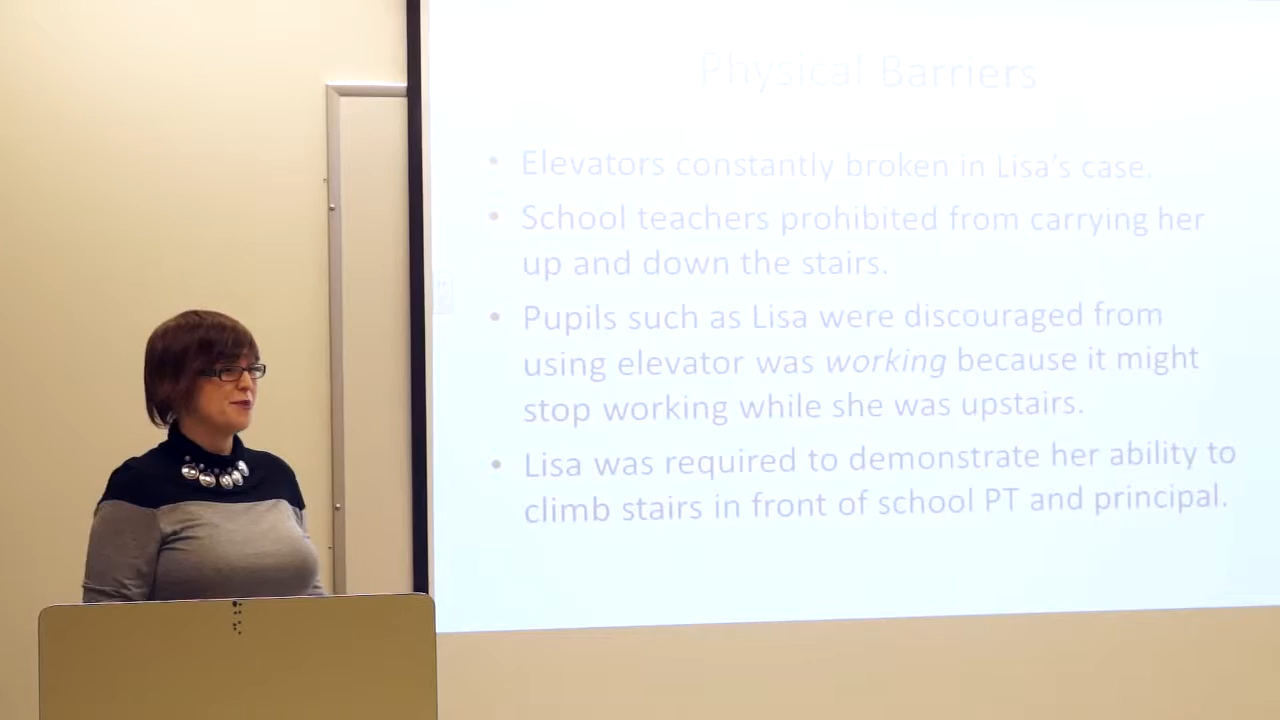 Physical Barriers
• Elevators constantly broken in Lisa's case.
• School teachers prohibited from carrying her
up and down the stairs.
• Pupils such as Lisa were discouraged from
using elevator was working because it might
stop working while she was upstairs.
• Lisa was required to demonstrate her ability to
climb stairs in front of school PT and principal.